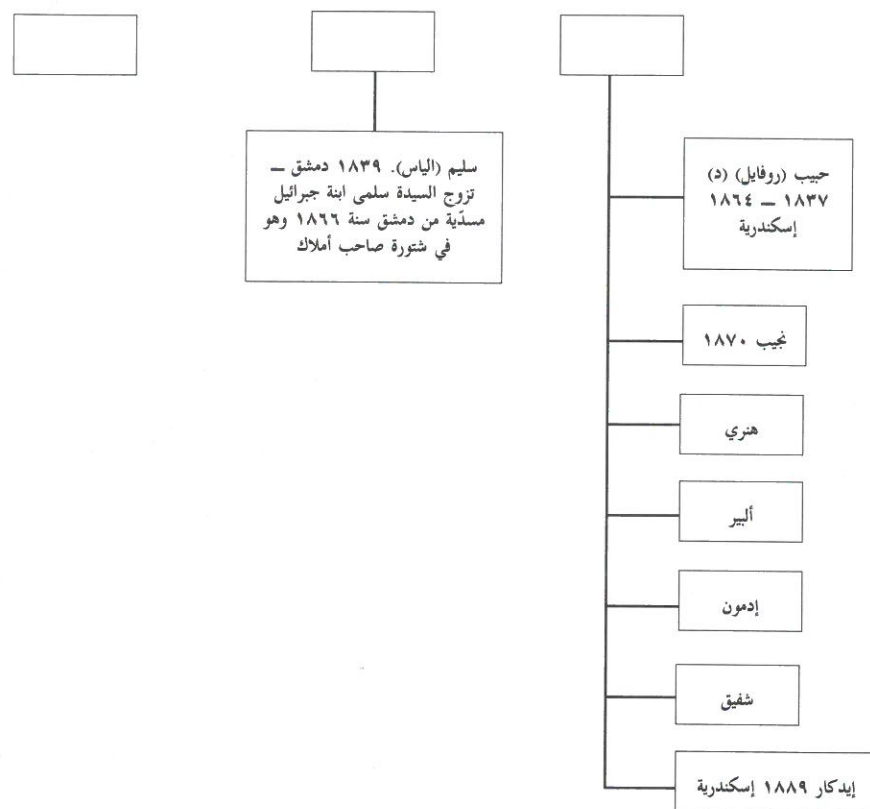 حبيب (روفايل) (د)
١٨٣٧ ــ ١٨٦٤
إسكندرية
نجيب ١٨٧٠
هنري
ألبير
إدمون
شفيق
إيدكار ١٨٨٩ إسكندرية
سليم (الياس). ١٨٣٩ دمشق ــ
تزوج السيدة سلمى ابنة جبرائيل
مسدّية من دمشق سنة ١٨٦٦ وهو
في شتورة صاحب أملاك